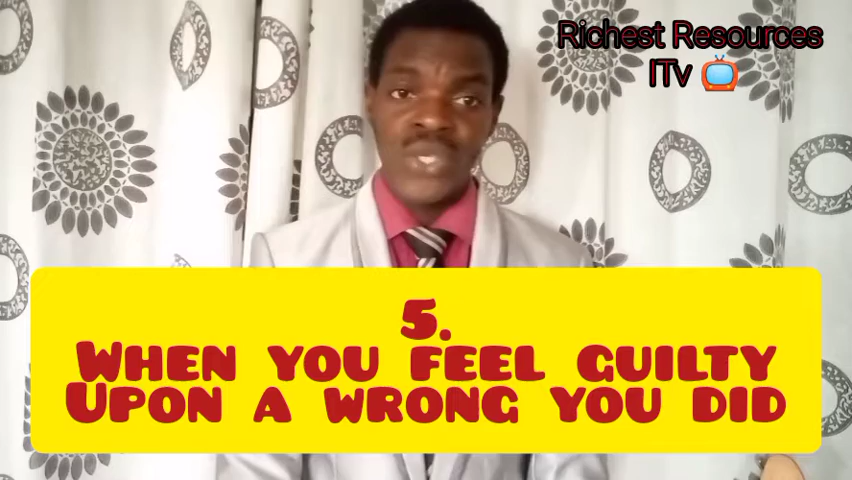 Richest Resources
ITv 📺
5.
When you feel guilty
Upon a wrong you did